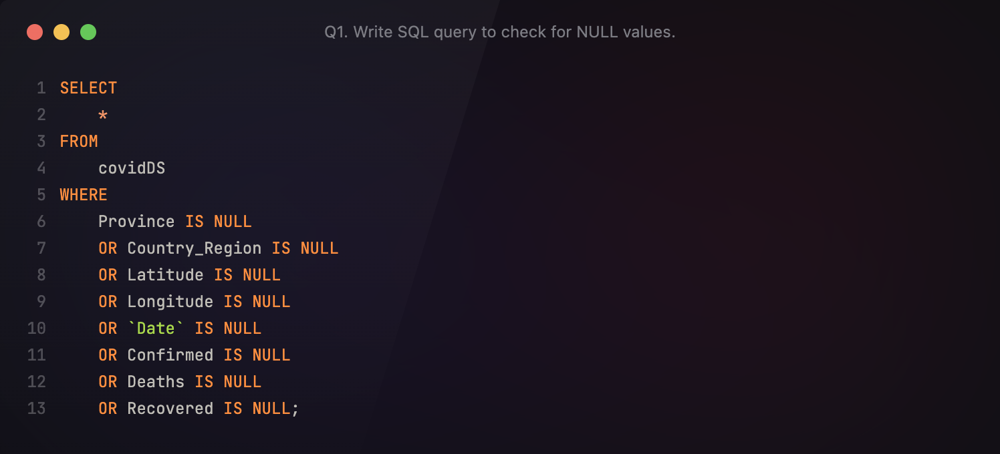 Q1. Write SQL query to check for NULL values.
1 SELECT
2     *
3 FROM
4     covidDS
5 WHERE
6     Province IS NULL
7     OR Country_Region IS NULL
8     OR Latitude IS NULL
9     OR Longitude IS NULL
10     OR `Date` IS NULL
11     OR Confirmed IS NULL
12     OR Deaths IS NULL
13     OR Recovered IS NULL;